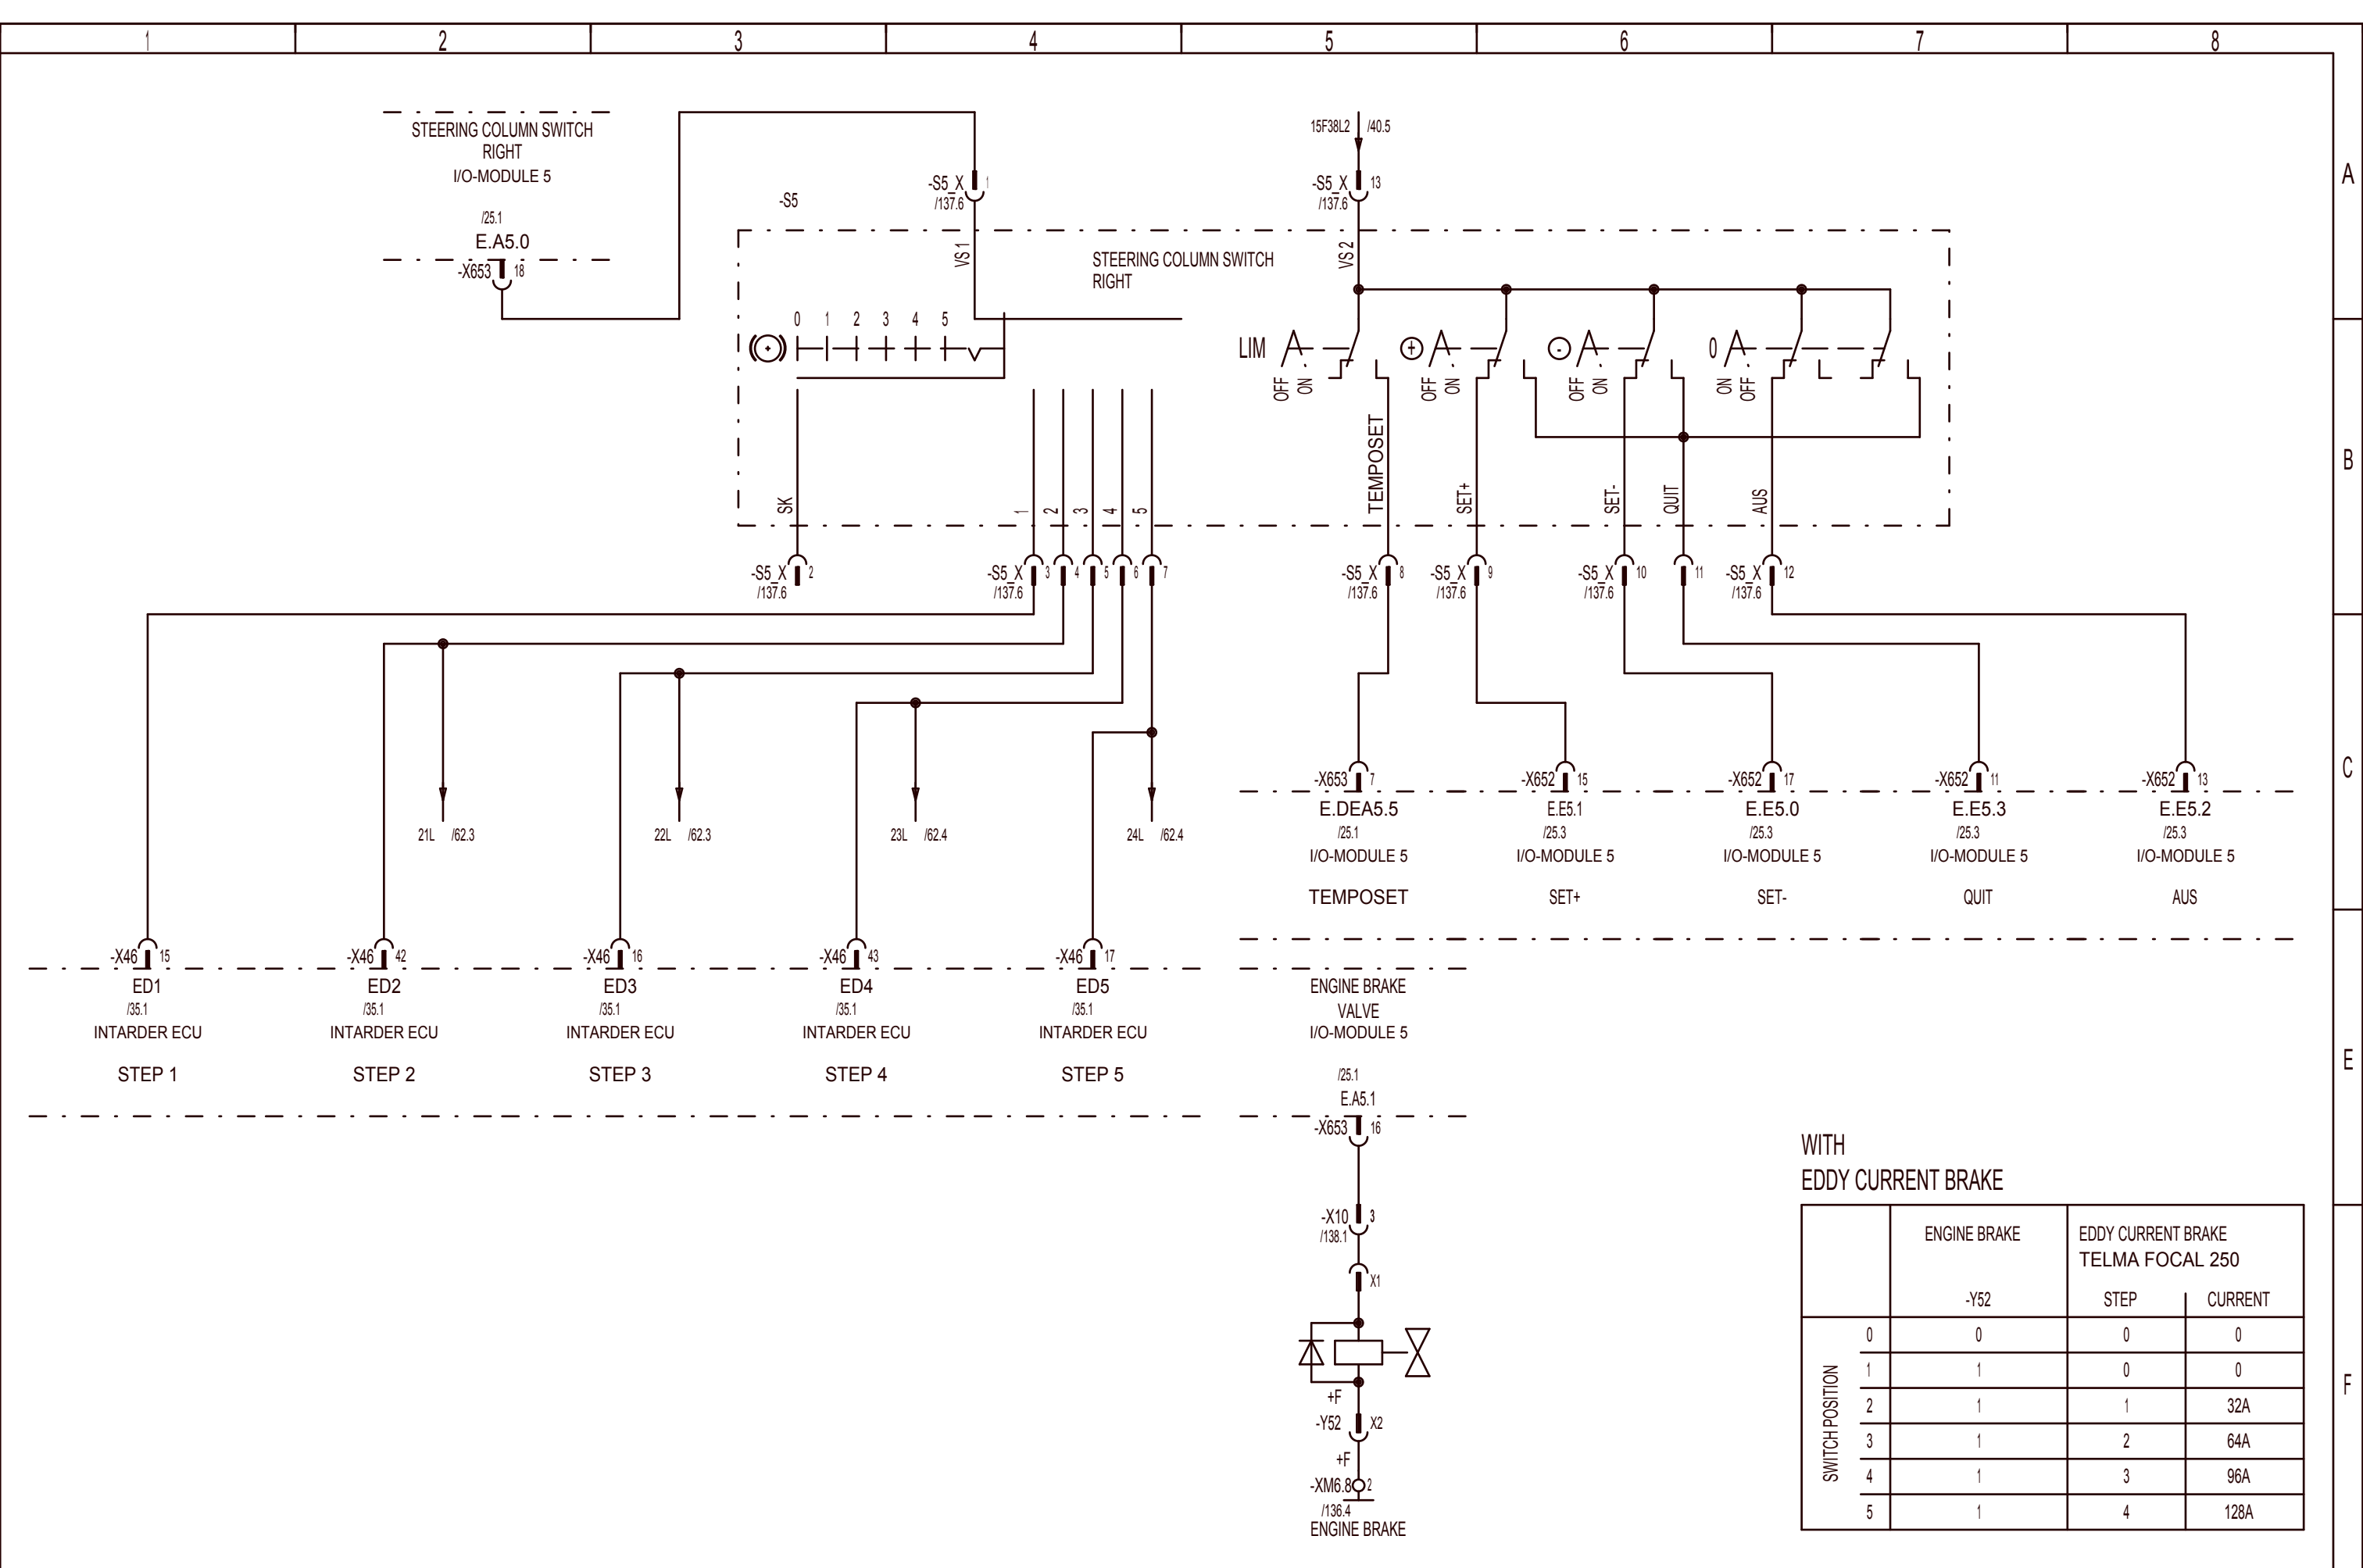 1 2 3 4 5 6 7 8
A
B
C
E
F
STEERING COLUMN SWITCH
RIGHT
I/O-MODULE 5
/25.1
E.A5.0
-X653 18
-S5
-S5_X 1
/137.6
VS 1
STEERING COLUMN SWITCH
RIGHT
15F38L2 /40.5
-S5_X 13
/137.6
VS 2
0 1 2 3 4 5
LIM
OFF
ON
+
OFF
ON
-
OFF
ON
0
ON
OFF
SK
1
2
3
4
5
TEMPOSET
SET+
SET-
QUIT
AUS
-S5_X 2
/137.6
-S5_X 3 4 5 6 7
/137.6
-S5_X 8
/137.6
-S5_X 9
/137.6
-S5_X 10 11
/137.6
-S5_X 12
/137.6
21L /62.3
22L /62.3
23L /62.4
24L /62.4
-X653 7
E.DEA5.5
/25.1
I/O-MODULE 5
TEMPOSET
-X652 15
E.E5.1
/25.3
I/O-MODULE 5
SET+
-X652 17
E.E5.0
/25.3
I/O-MODULE 5
SET-
-X652 11
E.E5.3
/25.3
I/O-MODULE 5
QUIT
-X652 13
E.E5.2
/25.3
I/O-MODULE 5
AUS
-X46 15
ED1
/35.1
INTARDER ECU
STEP 1
-X46 42
ED2
/35.1
INTARDER ECU
STEP 2
-X46 16
ED3
/35.1
INTARDER ECU
STEP 3
-X46 43
ED4
/35.1
INTARDER ECU
STEP 4
-X46 17
ED5
/35.1
INTARDER ECU
STEP 5
ENGINE BRAKE
VALVE
I/O-MODULE 5
/25.1
E.A5.1
-X653 16
-X10 3
/138.1
X1
+F
-Y52 X2
+F
-XM6.8 2
/136.4
ENGINE BRAKE
WITH
EDDY CURRENT BRAKE
ENGINE BRAKE EDDY CURRENT BRAKE
TELMA FOCAL 250
-Y52 STEP CURRENT
SWITCH POSITION
0 0 0 0
1 1 0 0
2 1 1 32A
3 1 2 64A
4 1 3 96A
5 1 4 128A